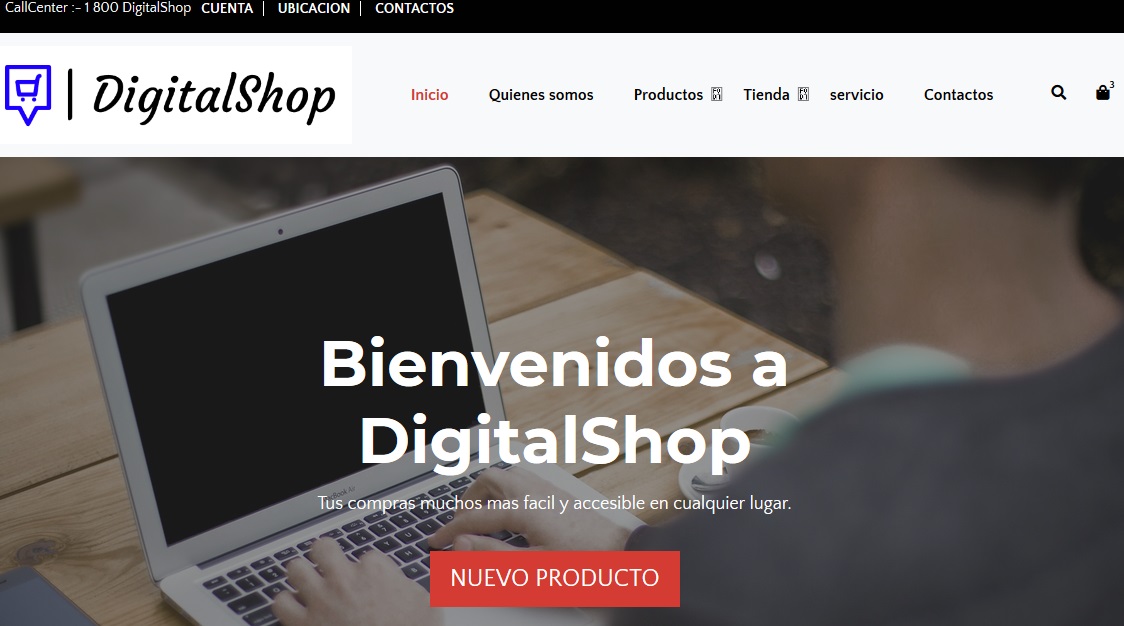 CallCenter :- 1 800 DigitalShop CUENTA | UBICACION | CONTACTOS
| DigitalShop
Inicio Quienes somos Productos Tienda servicio Contactos 3
Bienvenidos a
DigitalShop
Tus compras muchos mas facil y accesible en cualquier lugar.
NUEVO PRODUCTO